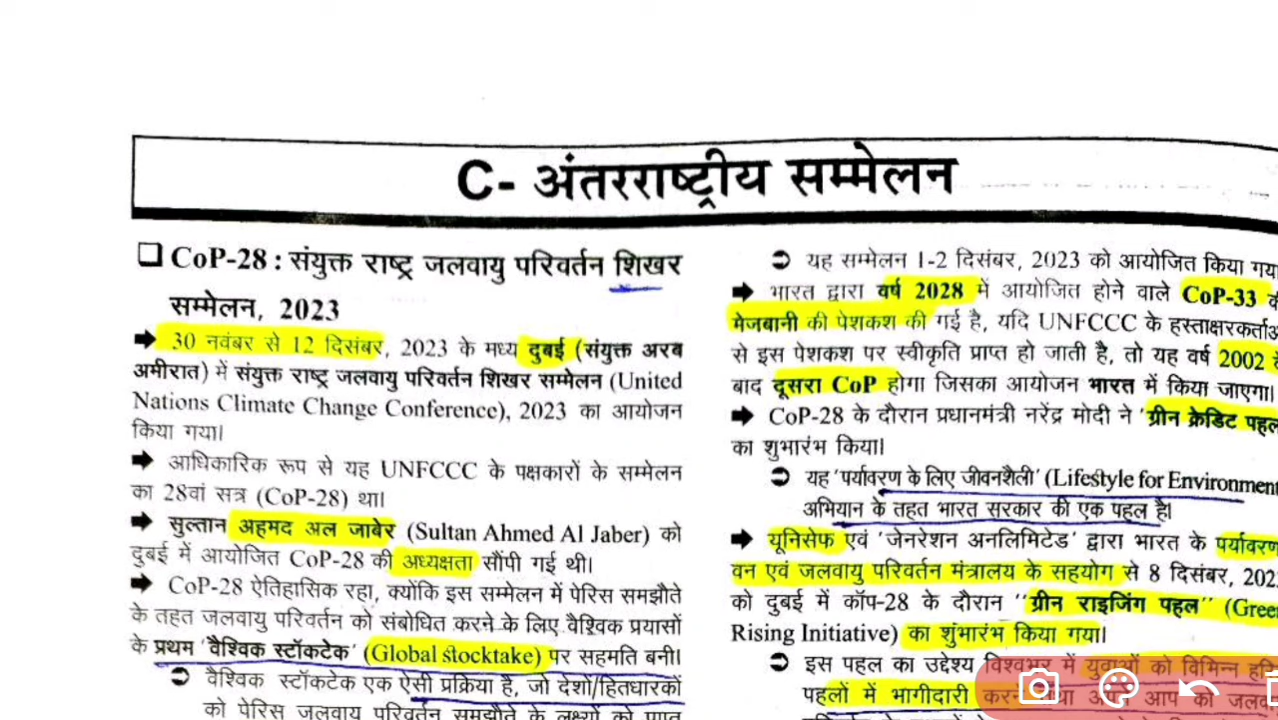 C- अंतरराष्ट्रीय सम्मेलन
❑ CoP-28 : संयुक्त राष्ट्र जलवायु परिवर्तन शिखर
सम्मेलन, 2023
➡ 30 नवंबर से 12 दिसंबर, 2023 के मध्य दुबई (संयुक्त अरब
अमीरात) में संयुक्त राष्ट्र जलवायु परिवर्तन शिखर सम्मेलन (United
Nations Climate Change Conference), 2023 का आयोजन
किया गया।
➡ आधिकारिक रूप से यह UNFCCC के पक्षकारों के सम्मेलन
का 28वां सत्र (CoP-28) था।
➡ सुल्तान अहमद अल जाबेर (Sultan Ahmed Al Jaber) को
दुबई में आयोजित CoP-28 की अध्यक्षता सौंपी गई थी।
➡ CoP-28 ऐतिहासिक रहा, क्योंकि इस सम्मेलन में पेरिस समझौते
के तहत जलवायु परिवर्तन को संबोधित करने के लिए वैश्विक प्रयासों
के प्रथम 'वैश्विक स्टॉकटेक' (Global stocktake) पर सहमति बनी।
➲ वैश्विक स्टॉकटेक एक ऐसी प्रक्रिया है, जो देशों/हितधारकों
को पेरिस जलवायु परिवर्तन समझौते के लक्ष्यों को प्राप्त
➲ यह सम्मेलन 1-2 दिसंबर, 2023 को आयोजित किया गया
➡ भारत द्वारा वर्ष 2028 में आयोजित होने वाले CoP-33
मेजबानी की पेशकश की गई है, यदि UNFCCC के हस्ताक्षरकर्ताओं
से इस पेशकश पर स्वीकृति प्राप्त हो जाती है, तो यह वर्ष 2002
बाद दूसरा CoP होगा जिसका आयोजन भारत में किया जाएगा।
➡ CoP-28 के दौरान प्रधानमंत्री नरेंद्र मोदी ने 'ग्रीन क्रेडिट पहल
का शुभारंभ किया।
➲ यह 'पर्यावरण के लिए जीवनशैली' (Lifestyle for Environment
अभियान के तहत भारत सरकार की एक पहल है।
➡ यूनिसेफ एवं 'जेनरेशन अनलिमिटेड' द्वारा भारत के पर्यावरण
वन एवं जलवायु परिवर्तन मंत्रालय के सहयोग से 8 दिसंबर, 202
को दुबई में कॉप-28 के दौरान ''ग्रीन राइजिंग पहल'' (Green
Rising Initiative) का शुंभारंभ किया गया।
➲ इस पहल का उद्देश्य विश्वभर में युवाओं को विभिन्न
पहलों में भागीदारी आप को